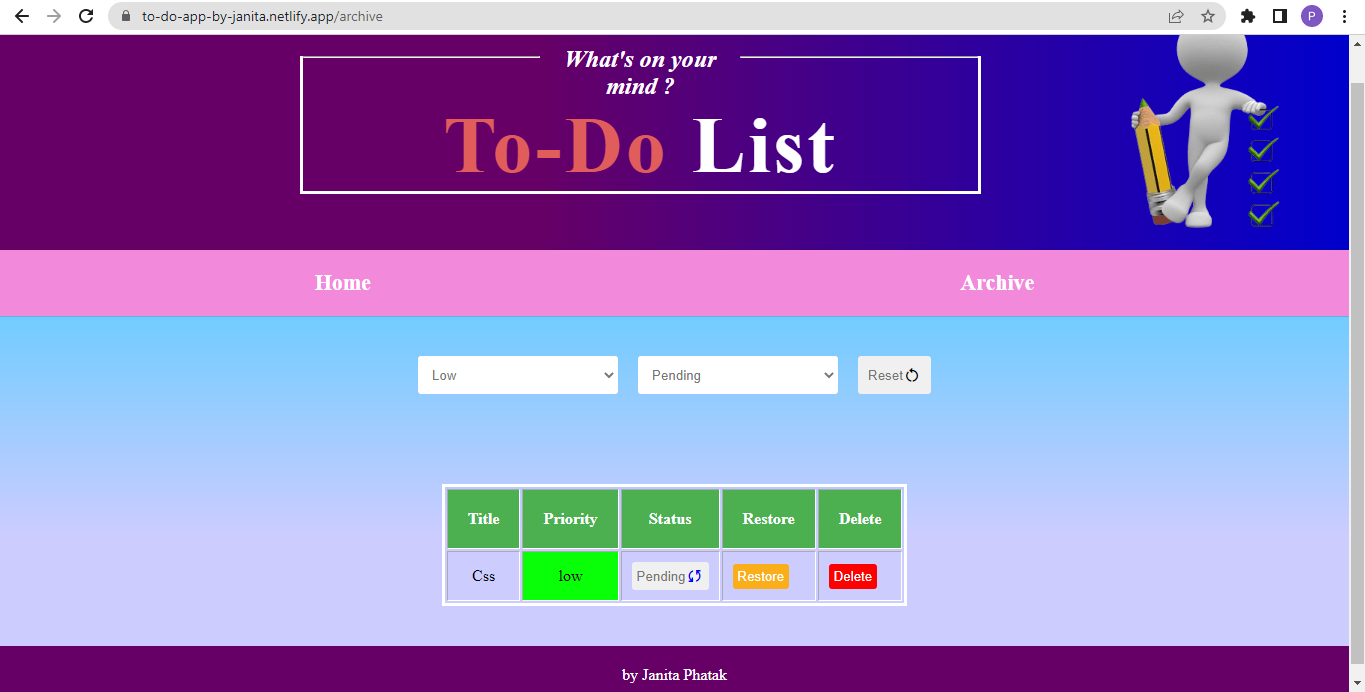 to-do-app-by-janita.netlify.app/archive
P
What's on your
mind ?
To-Do List
Home Archive
Low Pending Reset
Title Priority Status Restore Delete
Css low Pending Restore Delete
by Janita Phatak